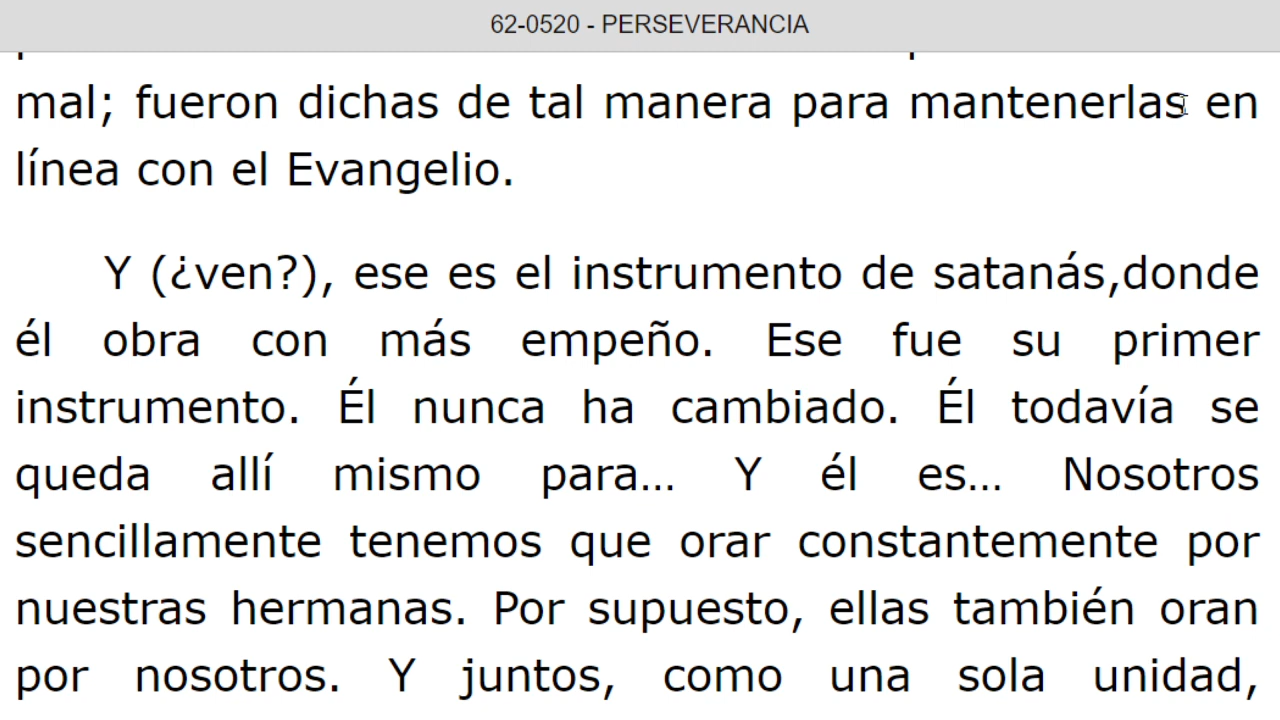 62-0520 - PERSEVERANCIA
mal; fueron dichas de tal manera para mantenerlas en
línea con el Evangelio.
Y (¿ven?), ese es el instrumento de satanás,donde
él obra con más empeño. Ese fue su primer
instrumento. Él nunca ha cambiado. Él todavía se
queda allí mismo para… Y él es… Nosotros
sencillamente tenemos que orar constantemente por
nuestras hermanas. Por supuesto, ellas también oran
por nosotros. Y juntos, como una sola unidad,